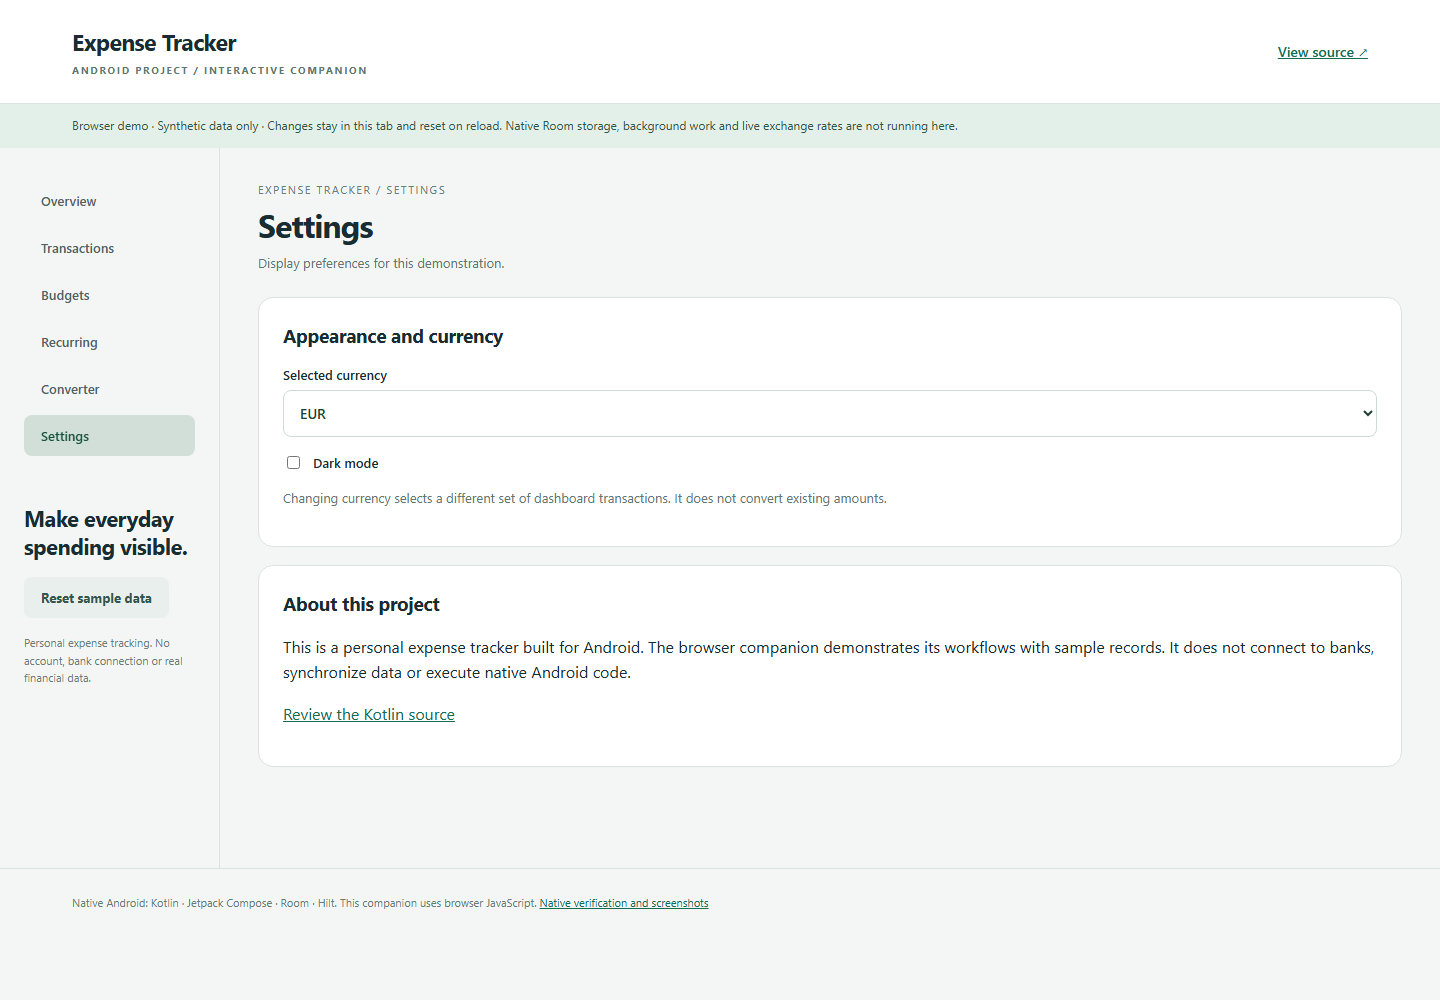 Expense Tracker
ANDROID PROJECT / INTERACTIVE COMPANION
View source ↗
Browser demo · Synthetic data only · Changes stay in this tab and reset on reload. Native Room storage, background work and live exchange rates are not running here.
Overview
Transactions
Budgets
Recurring
Converter
Settings
Make everyday
spending visible.
Reset sample data
Personal expense tracking. No
account, bank connection or real
financial data.
EXPENSE TRACKER / SETTINGS
Settings
Display preferences for this demonstration.
Appearance and currency
Selected currency
EUR
Dark mode
Changing currency selects a different set of dashboard transactions. It does not convert existing amounts.
About this project
This is a personal expense tracker built for Android. The browser companion demonstrates its workflows with sample records. It does not connect to banks,
synchronize data or execute native Android code.
Review the Kotlin source
Native Android: Kotlin · Jetpack Compose · Room · Hilt. This companion uses browser JavaScript. Native verification and screenshots